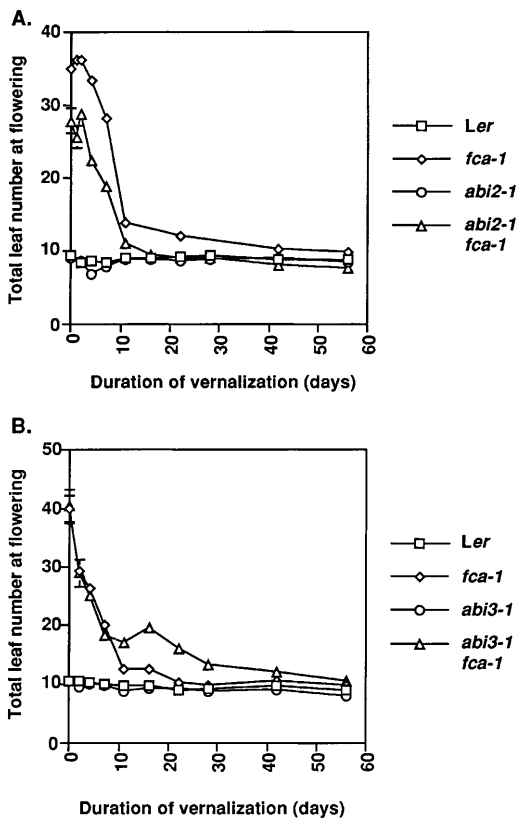 A.
Total leaf number at flowering
40
30
20
10
0
0 10 20 30 40 50 60
Duration of vernalization (days)
Ler
fca-1
abi2-1
abi2-1
fca-1
B.
Total leaf number at flowering
50
40
30
20
10
0
0 10 20 30 40 50 60
Duration of vernalization (days)
Ler
fca-1
abi3-1
abi3-1
fca-1